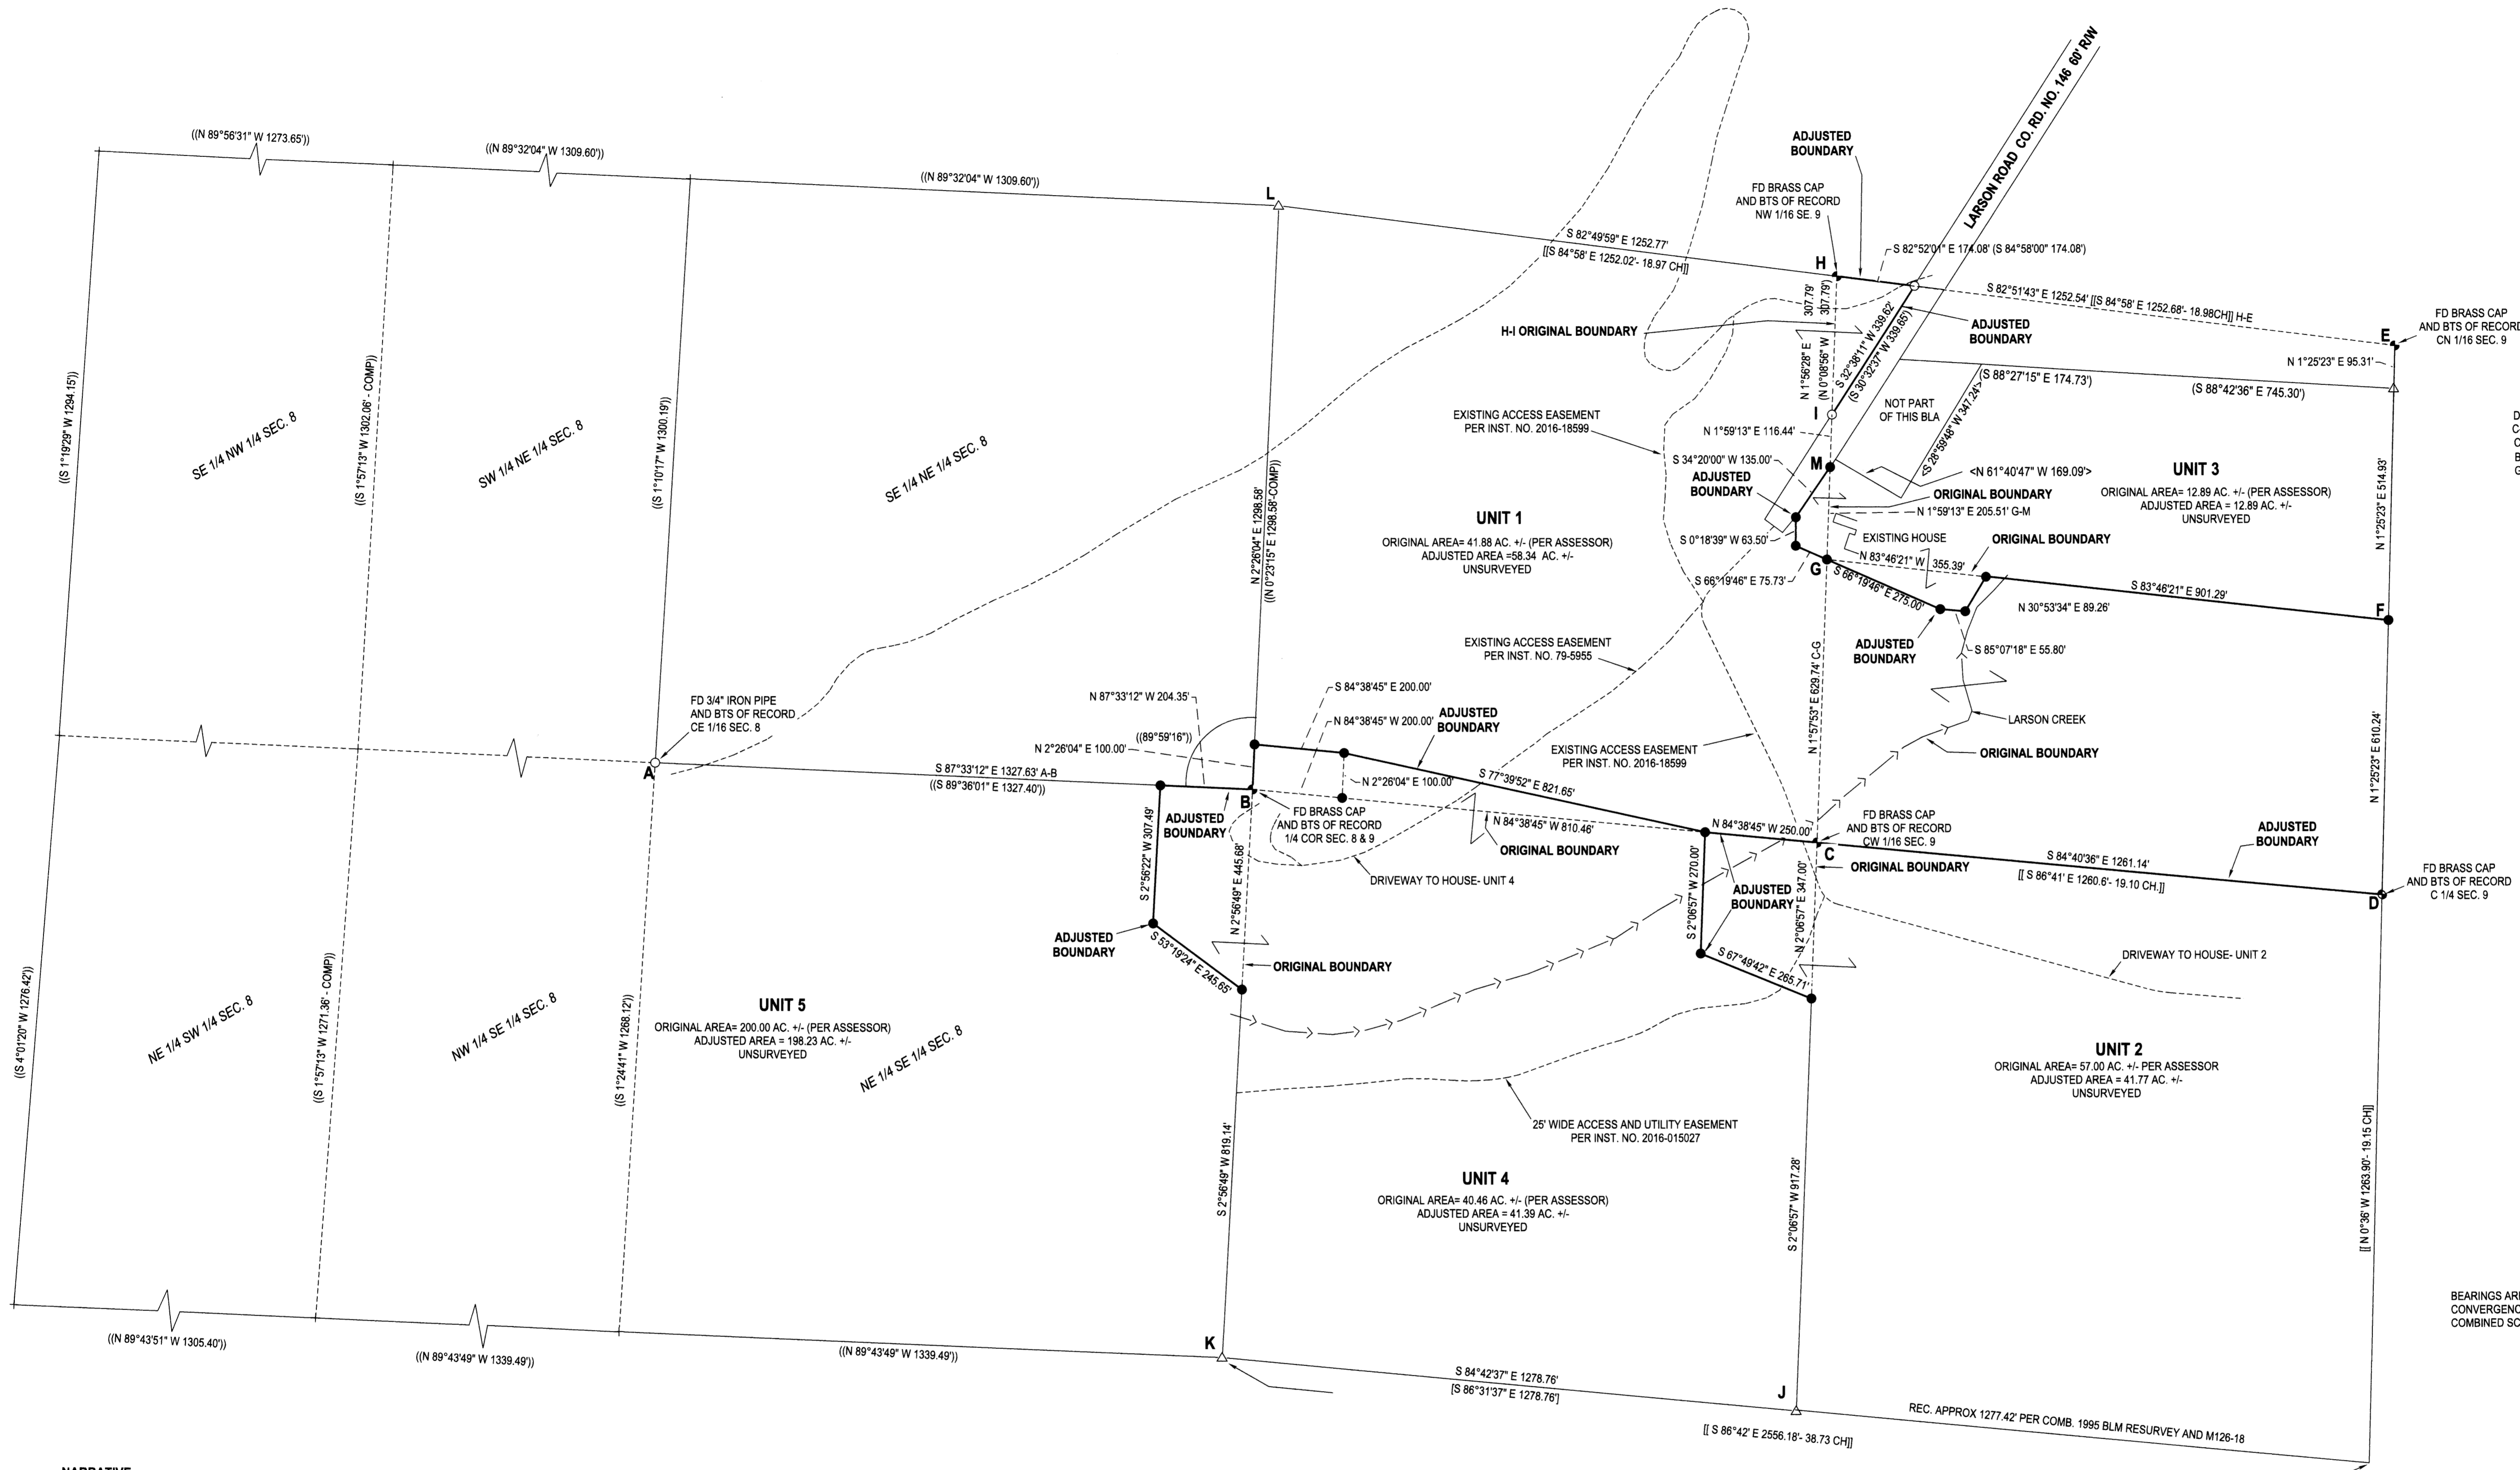 LARSON ROAD CO. RD. NO. 146 60' R/W
((N 89°56'31" W 1273.65'))
((N 89°32'04" W 1309.60'))
((N 89°32'04" W 1309.60'))
L
ADJUSTED
BOUNDARY
FD BRASS CAP
AND BTS OF RECORD
NW 1/16 SE. 9
S 82°49'59" E 1252.77'
[[S 84°58' E 1252.02'- 18.97 CH]]
H
S 82°52'01" E 174.08' (S 84°58'00" 174.08')
S 82°51'43" E 1252.54' [[S 84°58' E 1252.68'- 18.98CH]] H-E
E
FD BRASS CAP
AND BTS OF RECORD
CN 1/16 SEC. 9
N 1°25'23" E 95.31'
H-I ORIGINAL BOUNDARY
N 1°56'28" E 307.79'
(N 0°08'56" W 307.79')
S 32°38'11" W 339.62'
(S 30°32'37" W 339.65')
ADJUSTED
BOUNDARY
(S 88°27'15" E 174.73')
(S 88°42'36" E 745.30')
NOT PART
OF THIS BLA
<S 28°59'48" W 347.24'>
I
EXISTING ACCESS EASEMENT
PER INST. NO. 2016-18599
N 1°59'13" E 116.44'
S 34°20'00" W 135.00'
M
<N 61°40'47" W 169.09'>
ADJUSTED
BOUNDARY
ORIGINAL BOUNDARY
N 1°59'13" E 205.51' G-M
UNIT 3
ORIGINAL AREA= 12.89 AC. +/- (PER ASSESSOR)
ADJUSTED AREA = 12.89 AC. +/-
UNSURVEYED
N 1°25'23" E 514.93'
((S 1°19'29" W 1294.15'))
SE 1/4 NW 1/4 SEC. 8
((S 1°57'13" W 1302.06' - COMP))
SW 1/4 NE 1/4 SEC. 8
((S 1°10'17" W 1300.19'))
SE 1/4 NE 1/4 SEC. 8
N 2°26'04" E 1298.58'
((N 0°23'15" E 1298.58'-COMP))
UNIT 1
ORIGINAL AREA= 41.88 AC. +/- (PER ASSESSOR)
ADJUSTED AREA =58.34 AC. +/-
UNSURVEYED
S 0°18'39" W 63.50'
EXISTING HOUSE
ORIGINAL BOUNDARY
N 83°46'21" W 355.39'
G
S 66°19'46" E 75.73'
S 66°19'46" E 275.00'
S 83°46'21" E 901.29'
N 30°53'34" E 89.26'
F
ADJUSTED
BOUNDARY
S 85°07'18" E 55.80'
EXISTING ACCESS EASEMENT
PER INST. NO. 79-5955
LARSON CREEK
ORIGINAL BOUNDARY
N 1°57'53" E 629.74' C-G
N 1°25'23" E 610.24'
FD 3/4" IRON PIPE
AND BTS OF RECORD
CE 1/16 SEC. 8
A
N 87°33'12" W 204.35'
S 84°38'45" E 200.00'
N 84°38'45" W 200.00'
ADJUSTED
BOUNDARY
((89°59'16"))
N 2°26'04" E 100.00'
EXISTING ACCESS EASEMENT
PER INST. NO. 2016-18599
S 87°33'12" E 1327.63' A-B
((S 89°36'01" E 1327.40'))
N 2°26'04" E 100.00'
S 77°39'52" E 821.65'
B
ADJUSTED
BOUNDARY
FD BRASS CAP
AND BTS OF RECORD
1/4 COR SEC. 8 & 9
N 84°38'45" W 810.46'
ORIGINAL BOUNDARY
N 84°38'45" W 250.00'
FD BRASS CAP
AND BTS OF RECORD
CW 1/16 SEC. 9
C
ORIGINAL BOUNDARY
S 84°40'36" E 1261.14'
[[ S 86°41' E 1260.6'- 19.10 CH.]]
ADJUSTED
BOUNDARY
FD BRASS CAP
AND BTS OF RECORD
C 1/4 SEC. 9
D
DRIVEWAY TO HOUSE- UNIT 4
S 2°56'22" W 307.49'
N 2°56'49" E 445.68'
ADJUSTED
BOUNDARY
S 53°19'24" E 245.65'
ORIGINAL BOUNDARY
S 2°06'57" W 270.00'
ADJUSTED
BOUNDARY
N 2°06'57" E 347.00'
S 67°49'42" E 265.71'
DRIVEWAY TO HOUSE- UNIT 2
((S 4°01'20" W 1276.42'))
NE 1/4 SW 1/4 SEC. 8
((S 1°57'13" W 1271.36' - COMP))
NW 1/4 SE 1/4 SEC. 8
((S 1°24'41" W 1268.12'))
UNIT 5
ORIGINAL AREA= 200.00 AC. +/- (PER ASSESSOR)
ADJUSTED AREA = 198.23 AC. +/-
UNSURVEYED
NE 1/4 SE 1/4 SEC. 8
UNIT 2
ORIGINAL AREA= 57.00 AC. +/- PER ASSESSOR
ADJUSTED AREA = 41.77 AC. +/-
UNSURVEYED
25' WIDE ACCESS AND UTILITY EASEMENT
PER INST. NO. 2016-015027
S 2°56'49" W 819.14'
UNIT 4
ORIGINAL AREA= 40.46 AC. +/- (PER ASSESSOR)
ADJUSTED AREA = 41.39 AC. +/-
UNSURVEYED
S 2°06'57" W 917.28'
[[ N 0°36' W 1263.90'- 19.15 CH]]
BEARINGS AR
CONVERGENC
COMBINED SC
((N 89°43'51" W 1305.40'))
((N 89°43'49" W 1339.49'))
((N 89°43'49" W 1339.49'))
K
S 84°42'37" E 1278.76'
[S 86°31'37" E 1278.76']
J
REC. APPROX 1277.42' PER COMB. 1995 BLM RESURVEY AND M126-18
[[ S 86°42' E 2556.18'- 38.73 CH]]
NARRATIVE